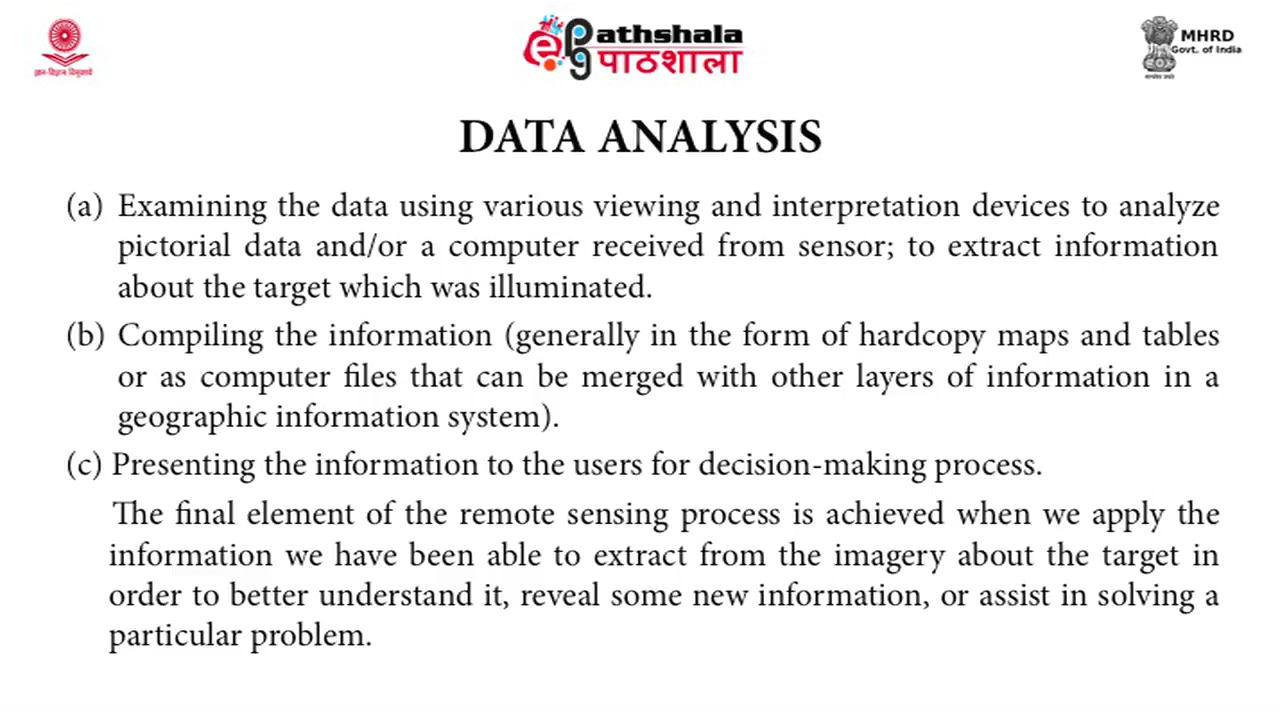 ज्ञान-विज्ञान विमुक्तये
ePathshala
पाठशाला
MHRD
Govt. of India
सत्यमेव जयते
DATA ANALYSIS
(a) Examining the data using various viewing and interpretation devices to analyze
pictorial data and/or a computer received from sensor; to extract information
about the target which was illuminated.
(b) Compiling the information (generally in the form of hardcopy maps and tables
or as computer files that can be merged with other layers of information in a
geographic information system).
(c) Presenting the information to the users for decision-making process.
The final element of the remote sensing process is achieved when we apply the
information we have been able to extract from the imagery about the target in
order to better understand it, reveal some new information, or assist in solving a
particular problem.